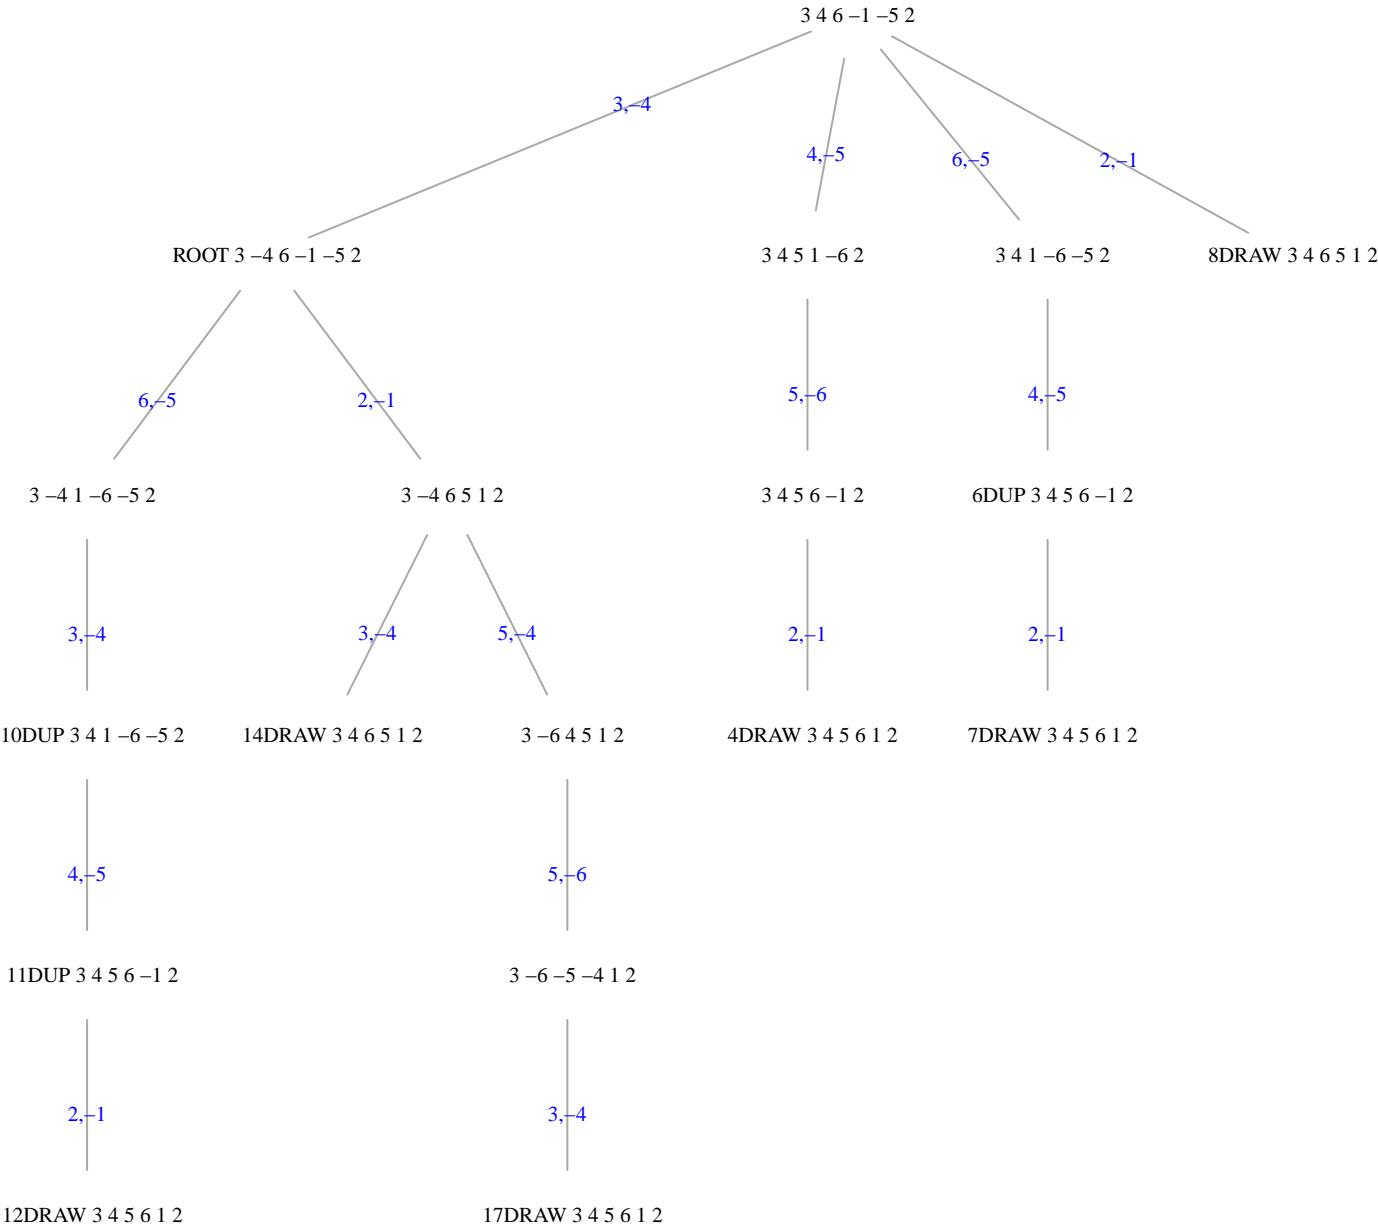 3 4 6 –1 –5 2
3,–4
4,–5
6,–5
2,–1
ROOT 3 –4 6 –1 –5 2
3 4 5 1 –6 2
3 4 1 –6 –5 2
8DRAW 3 4 6 5 1 2
6,–5
2,–1
5,–6
4,–5
3 –4 1 –6 –5 2
3 –4 6 5 1 2
3 4 5 6 –1 2
6DUP 3 4 5 6 –1 2
3,–4
3,–4
5,–4
2,–1
2,–1
10DUP 3 4 1 –6 –5 2
14DRAW 3 4 6 5 1 2
3 –6 4 5 1 2
4DRAW 3 4 5 6 1 2
7DRAW 3 4 5 6 1 2
4,–5
5,–6
11DUP 3 4 5 6 –1 2
3 –6 –5 –4 1 2
2,–1
3,–4
12DRAW 3 4 5 6 1 2
17DRAW 3 4 5 6 1 2